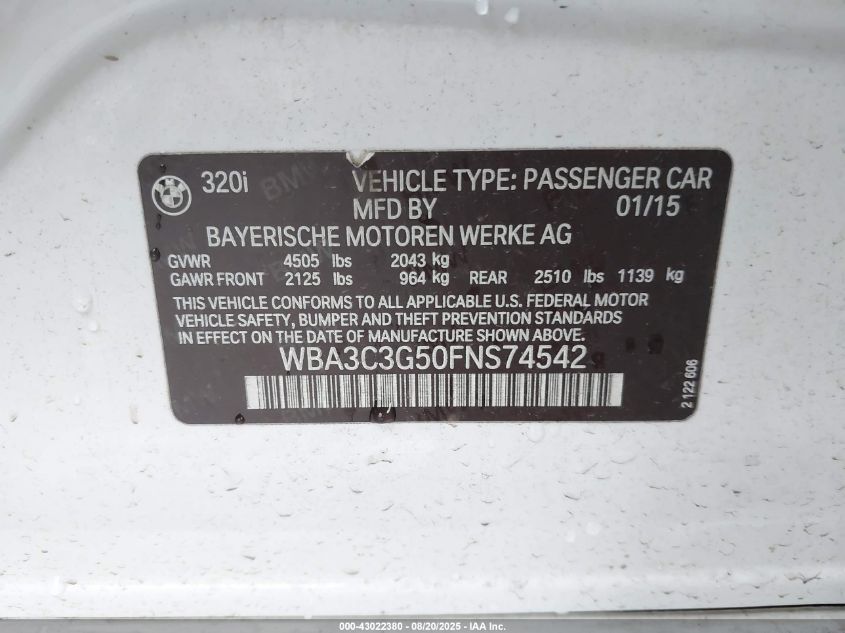 BMW 320i VEHICLE TYPE: PASSENGER CAR
MFD BY 01/15
BAYERISCHE MOTOREN WERKE AG
GVWR 4505 lbs 2043 kg
GAWR FRONT 2125 lbs 964 kg REAR 2510 lbs 1139 kg
THIS VEHICLE CONFORMS TO ALL APPLICABLE U.S. FEDERAL MOTOR
VEHICLE SAFETY, BUMPER AND THEFT PREVENTION STANDARDS
IN EFFECT ON THE DATE OF MANUFACTURE SHOWN ABOVE.
WBA3C3G50FNS74542
2 122 606
000-43022380 - 08/20/2025 - IAA Inc.